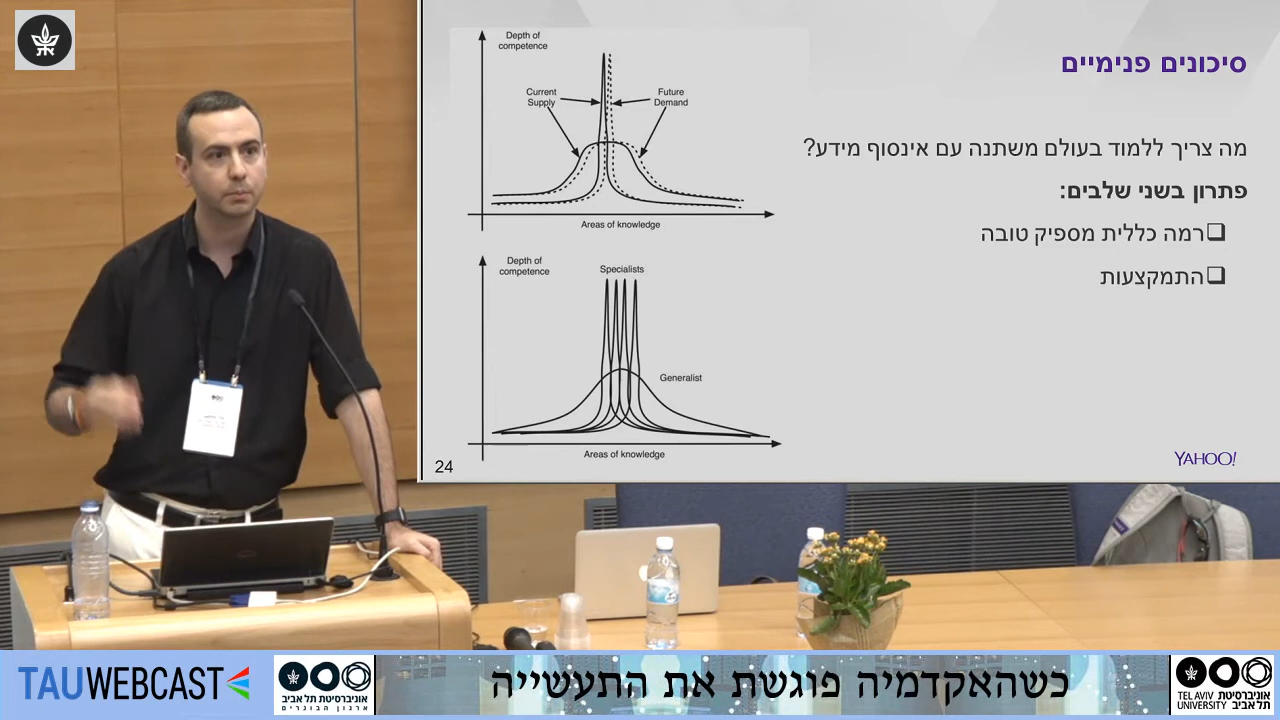 סיכונים פנימיים
מה צריך ללמוד בעולם משתנה עם אינסוף מידע?
פתרון בשני שלבים:
רמה כללית מספיק טובה
התמקצעות
Depth of
competence
Current
Supply
Future
Demand
Areas of knowledge
Depth of
competence
Specialists
Generalist
Areas of knowledge
24
YAHOO!
TAUWEBCAST
אוניברסיטת תל אביב
ארגון הבוגרים
כשהאקדמיה פוגשת את התעשייה
TEL AVIV
UNIVERSITY
אוניברסיטת
תל אביב